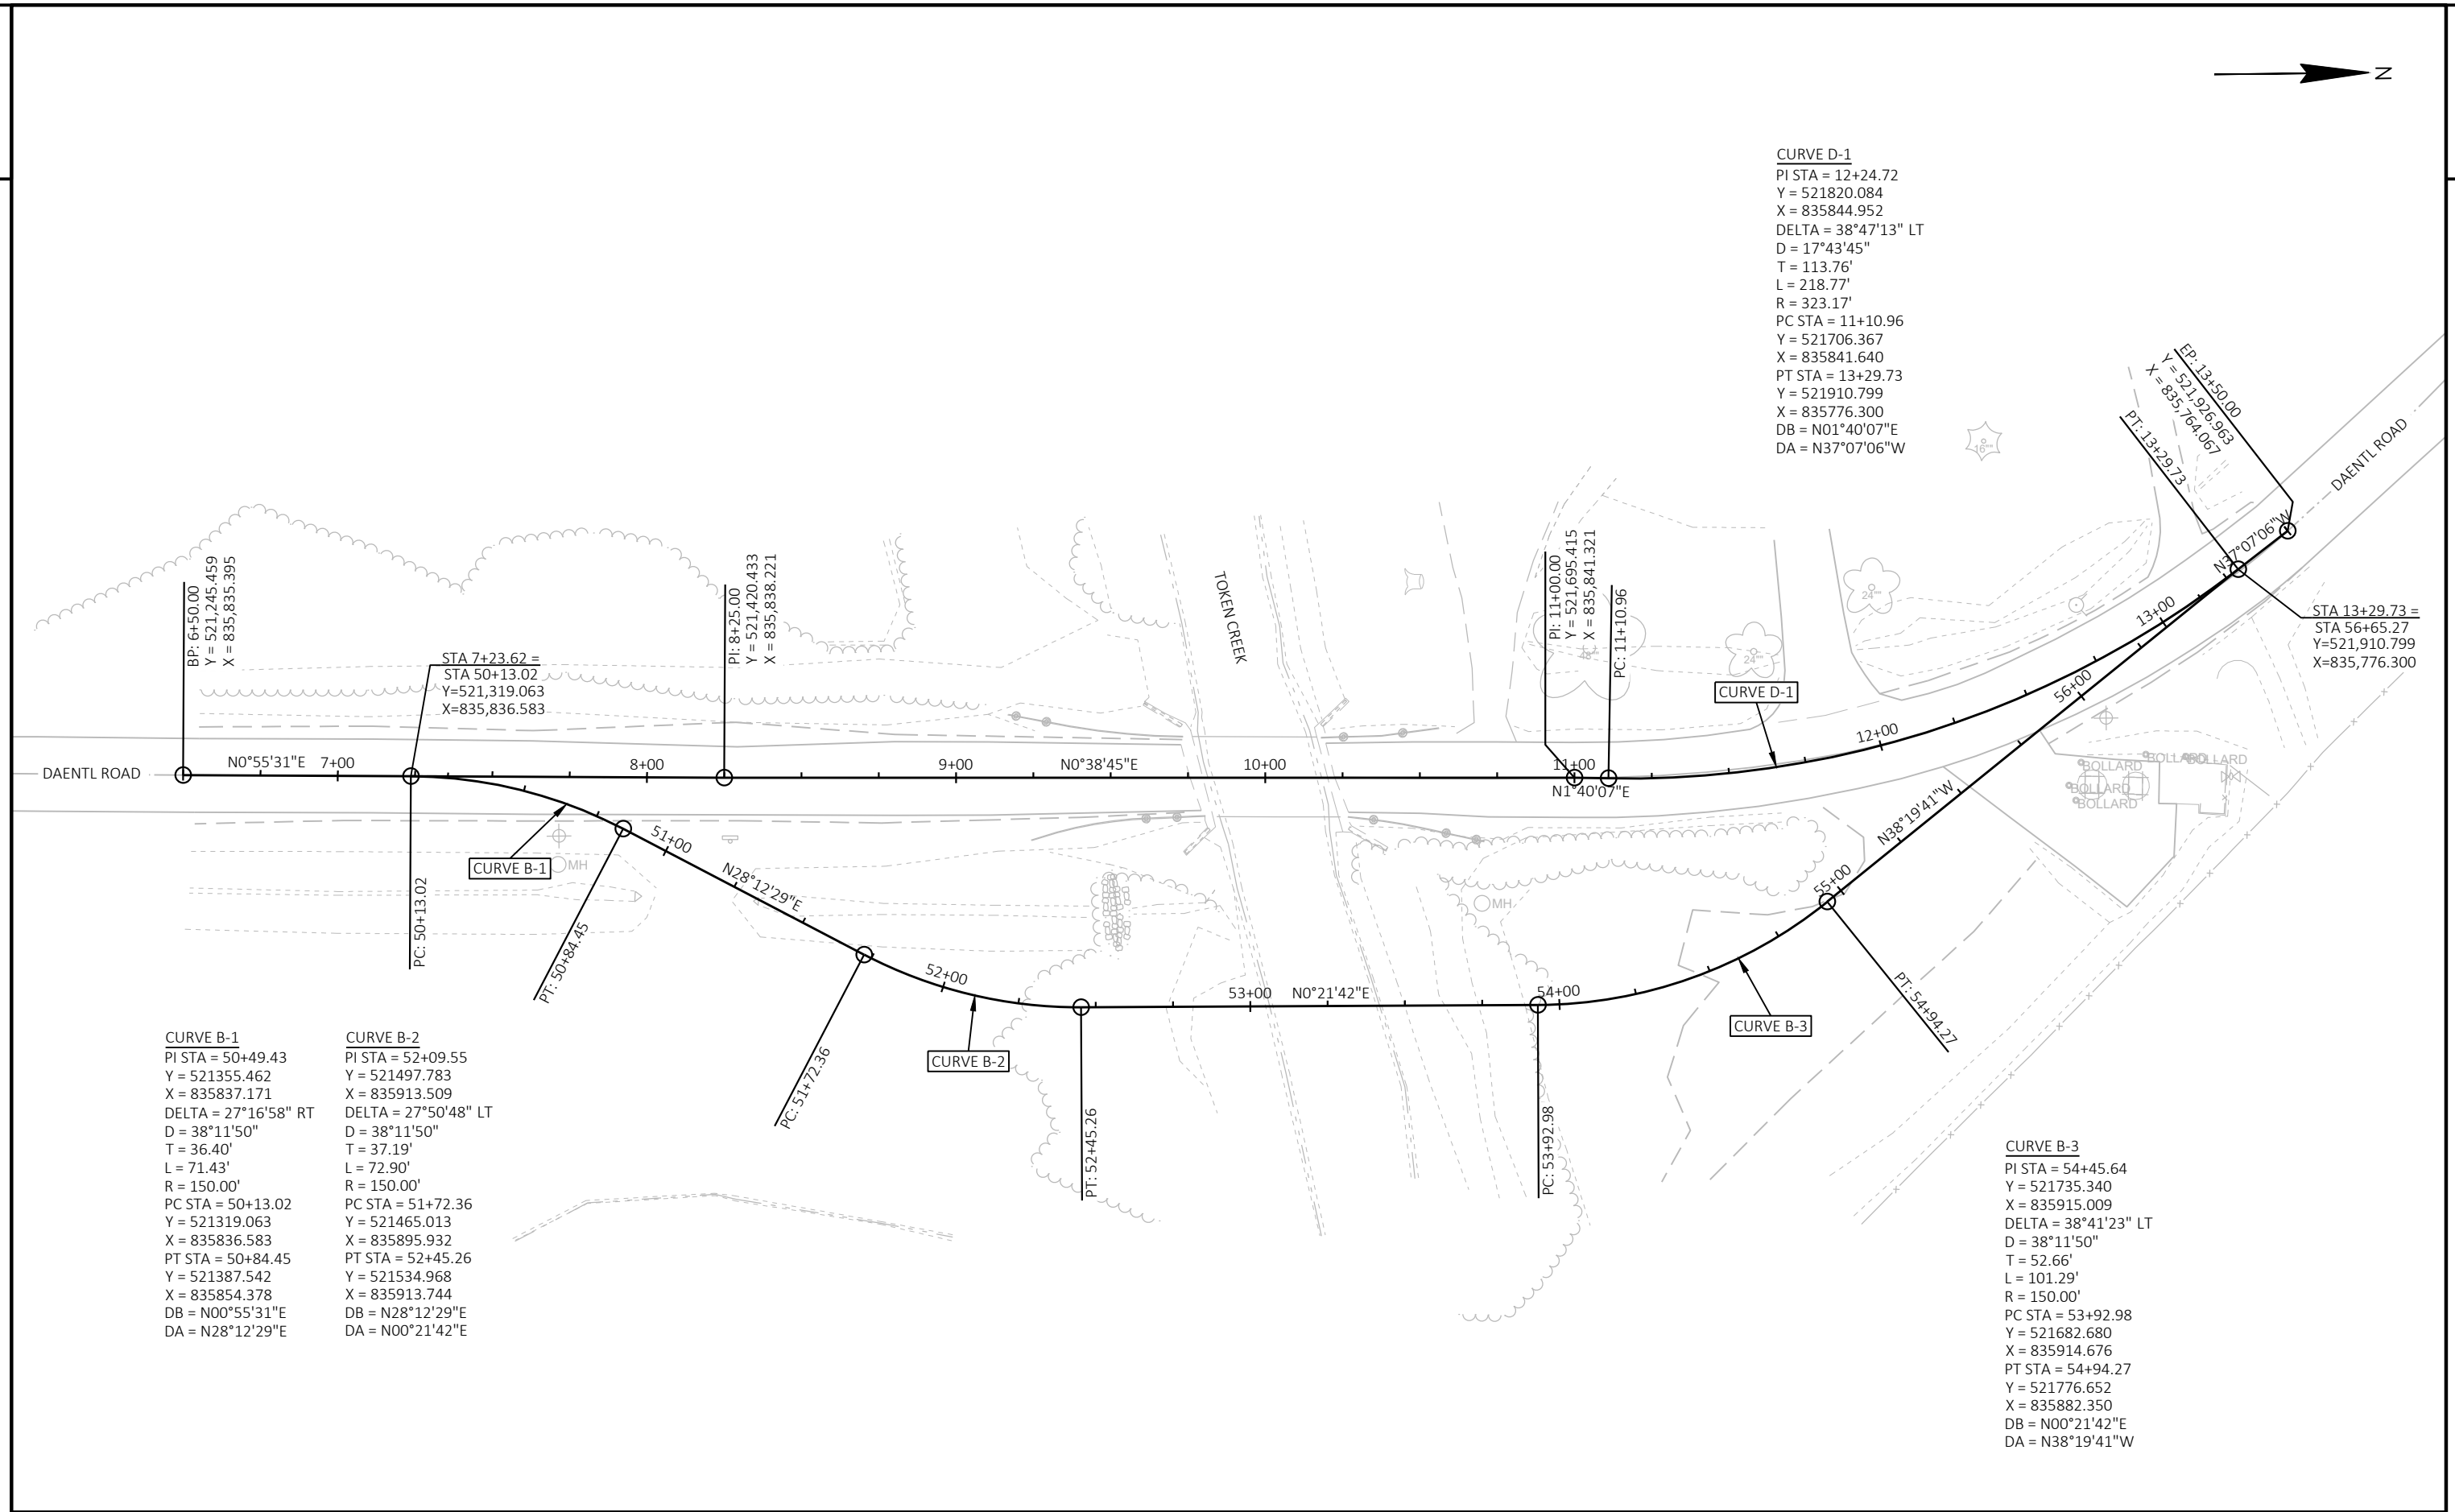 N
CURVE D-1
PI STA = 12+24.72
Y = 521820.084
X = 835844.952
DELTA = 38°47'13" LT
D = 17°43'45"
T = 113.76'
L = 218.77'
R = 323.17'
PC STA = 11+10.96
Y = 521706.367
X = 835841.640
PT STA = 13+29.73
Y = 521910.799
X = 835776.300
DB = N01°40'07"E
DA = N37°07'06"W
EP: 13+50.00
Y = 521,926.963
X = 835,764.067
PT: 13+29.73
DAENTL ROAD
N37°07'06"W
16""
24""
24""
48""
BP: 6+50.00
Y = 521,245.459
X = 835,835.395
STA 7+23.62 =
STA 50+13.02
Y=521,319.063
X=835,836.583
PI: 8+25.00
Y = 521,420.433
X = 835,838.221
TOKEN CREEK
PI: 11+00.00
Y = 521,695.415
X = 835,841.321
PC: 11+10.96
CURVE D-1
STA 13+29.73 =
STA 56+65.27
Y=521,910.799
X=835,776.300
DAENTL ROAD
N0°55'31"E
7+00
8+00
9+00
N0°38'45"E
10+00
11+00
N1°40'07"E
12+00
13+00
56+00
N38°19'41"W
55+00
BOLLARD
BOLLARD
BOLLARD
BOLLARD
BOLLARD
CURVE B-1
MH
51+00
N28°12'29"E
MH
PC: 50+13.02
PT: 50+84.45
52+00
53+00
N0°21'42"E
54+00
CURVE B-2
CURVE B-3
PC: 51+72.36
PT: 52+45.26
PC: 53+92.98
PT: 54+94.27
CURVE B-1
PI STA = 50+49.43
Y = 521355.462
X = 835837.171
DELTA = 27°16'58" RT
D = 38°11'50"
T = 36.40'
L = 71.43'
R = 150.00'
PC STA = 50+13.02
Y = 521319.063
X = 835836.583
PT STA = 50+84.45
Y = 521387.542
X = 835854.378
DB = N00°55'31"E
DA = N28°12'29"E
CURVE B-2
PI STA = 52+09.55
Y = 521497.783
X = 835913.509
DELTA = 27°50'48" LT
D = 38°11'50"
T = 37.19'
L = 72.90'
R = 150.00'
PC STA = 51+72.36
Y = 521465.013
X = 835895.932
PT STA = 52+45.26
Y = 521534.968
X = 835913.744
DB = N28°12'29"E
DA = N00°21'42"E
CURVE B-3
PI STA = 54+45.64
Y = 521735.340
X = 835915.009
DELTA = 38°41'23" LT
D = 38°11'50"
T = 52.66'
L = 101.29'
R = 150.00'
PC STA = 53+92.98
Y = 521682.680
X = 835914.676
PT STA = 54+94.27
Y = 521776.652
X = 835882.350
DB = N00°21'42"E
DA = N38°19'41"W